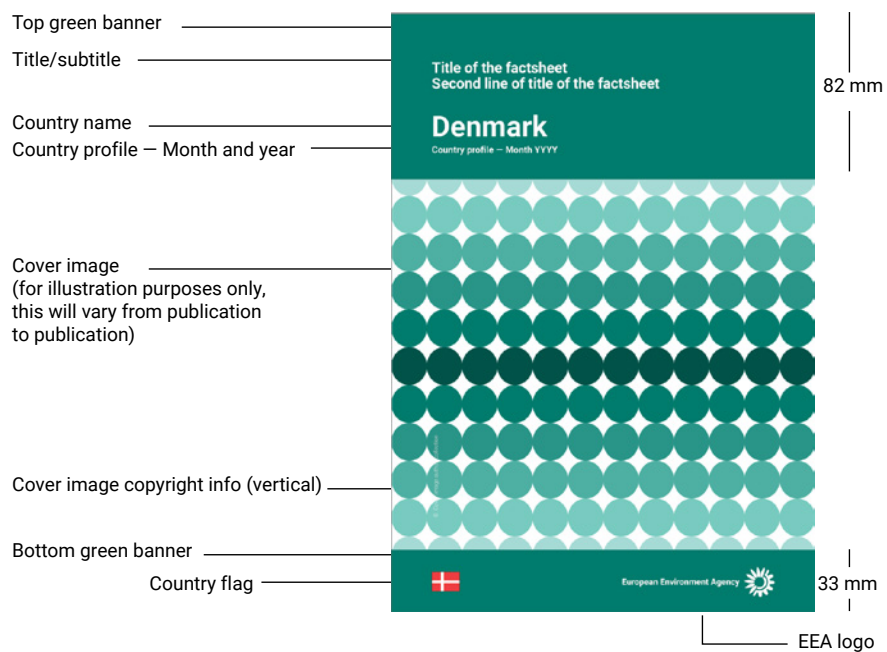 Top green banner
Title/subtitle
Title of the factsheet
Second line of title of the factsheet
82 mm
Country name
Denmark
Country profile — Month and year
Country profile — Month YYYY
Cover image
(for illustration purposes only,
this will vary from publication
to publication)
Cover image copyright info (vertical)
Bottom green banner
Country flag
European Environment Agency
33 mm
EEA logo